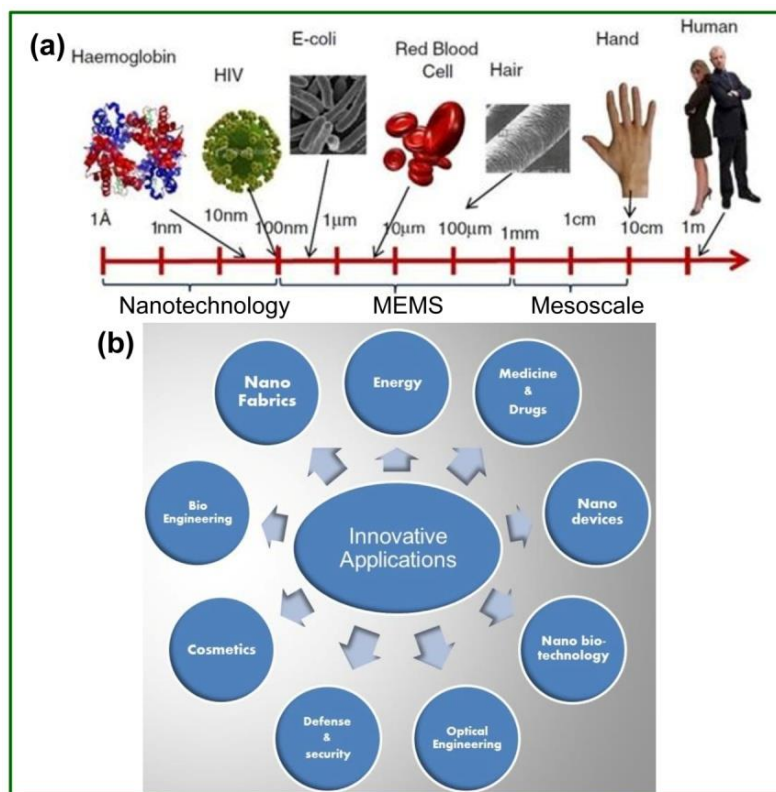 (a)
Haemoglobin
HIV
E-coli
Red Blood
Cell
Hair
Hand
Human
1Å
1nm
10nm
100nm
1μm
10μm
100μm
1mm
1cm
10cm
1m
Nanotechnology
MEMS
Mesoscale
(b)
Nano
Fabrics
Energy
Medicine
&
Drugs
Bio
Engineering
Nano
devices
Innovative
Applications
Cosmetics
Nano bio-
technology
Defense
&
security
Optical
Engineering